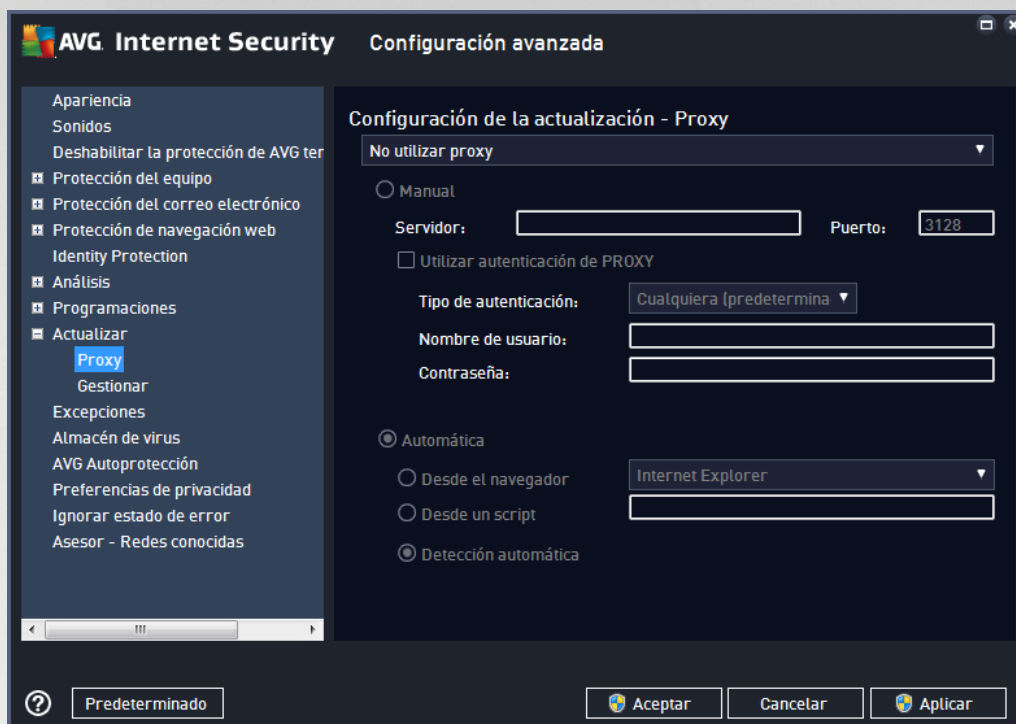 AVG. Internet Security Configuración avanzada
Apariencia
Sonidos
Deshabilitar la protección de AVG ter
Protección del equipo
Protección del correo electrónico
Protección de navegación web
Identity Protection
Análisis
Programaciones
Actualizar
Proxy
Gestionar
Excepciones
Almacén de virus
AVG Autoprotección
Preferencias de privacidad
Ignorar estado de error
Asesor - Redes conocidas
Configuración de la actualización - Proxy
No utilizar proxy
Manual
Servidor: Puerto: 3128
Utilizar autenticación de PROXY
Tipo de autenticación: Cualquiera (predetermina
Nombre de usuario:
Contraseña:
Automática
Desde el navegador Internet Explorer
Desde un script
Detección automática
? Predeterminado Aceptar Cancelar Aplicar